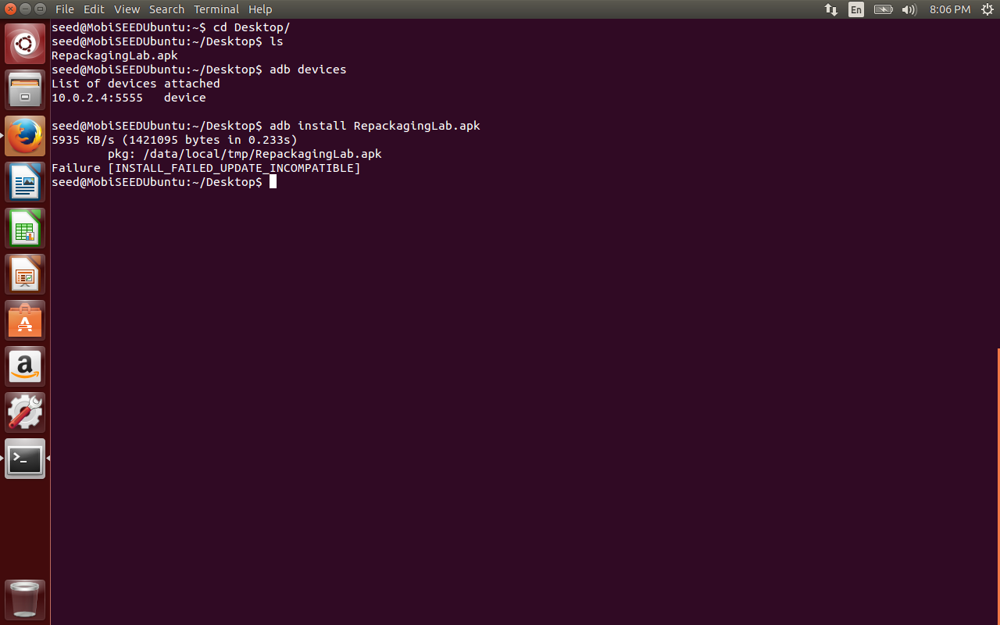 File Edit View Search Terminal Help En 8:06 PM
seed@MobiSEEDUbuntu:~$ cd Desktop/
seed@MobiSEEDUbuntu:~/Desktop$ ls
RepackagingLab.apk
seed@MobiSEEDUbuntu:~/Desktop$ adb devices
List of devices attached
10.0.2.4:5555   device
seed@MobiSEEDUbuntu:~/Desktop$ adb install RepackagingLab.apk
5935 KB/s (1421095 bytes in 0.233s)
        pkg: /data/local/tmp/RepackagingLab.apk
Failure [INSTALL_FAILED_UPDATE_INCOMPATIBLE]
seed@MobiSEEDUbuntu:~/Desktop$